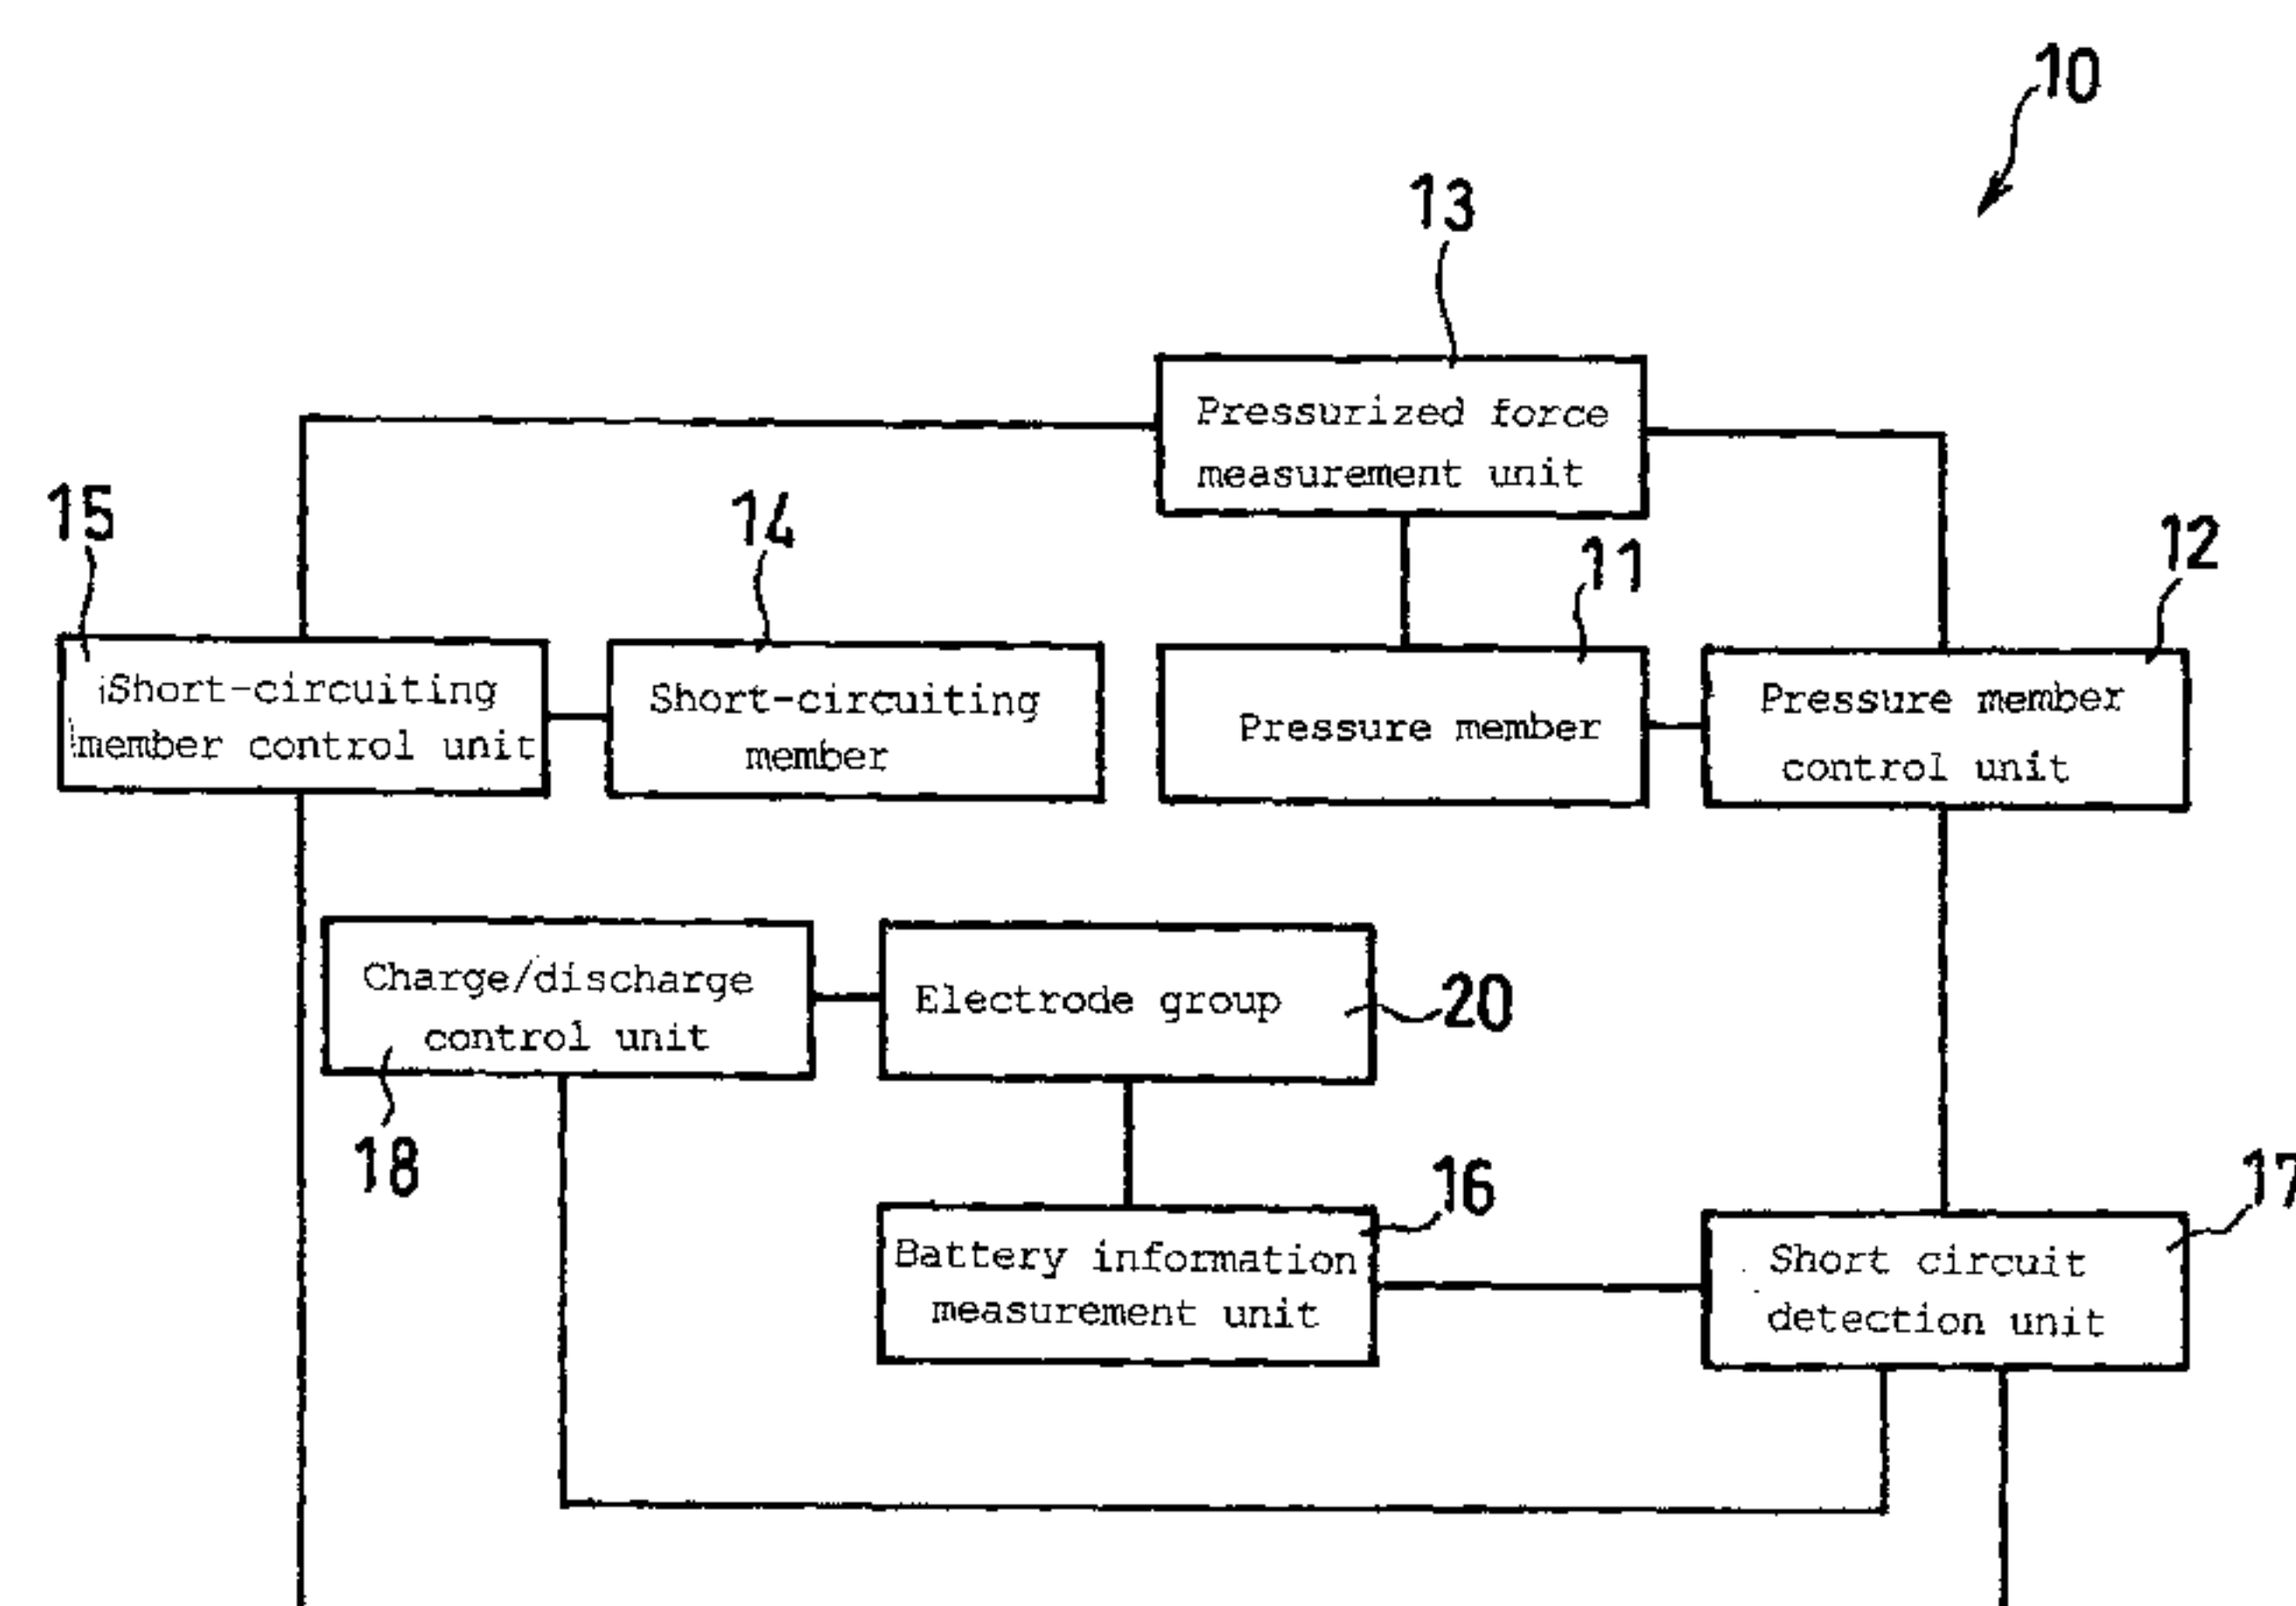 10
13
Pressurized force
measurement unit
15
14
11
12
Short-circuiting
member control unit
Short-circuiting
member
Pressure member
Pressure member
control unit
Charge/discharge
control unit
Electrode group
20
18
16
17
Battery information
measurement unit
Short circuit
detection unit